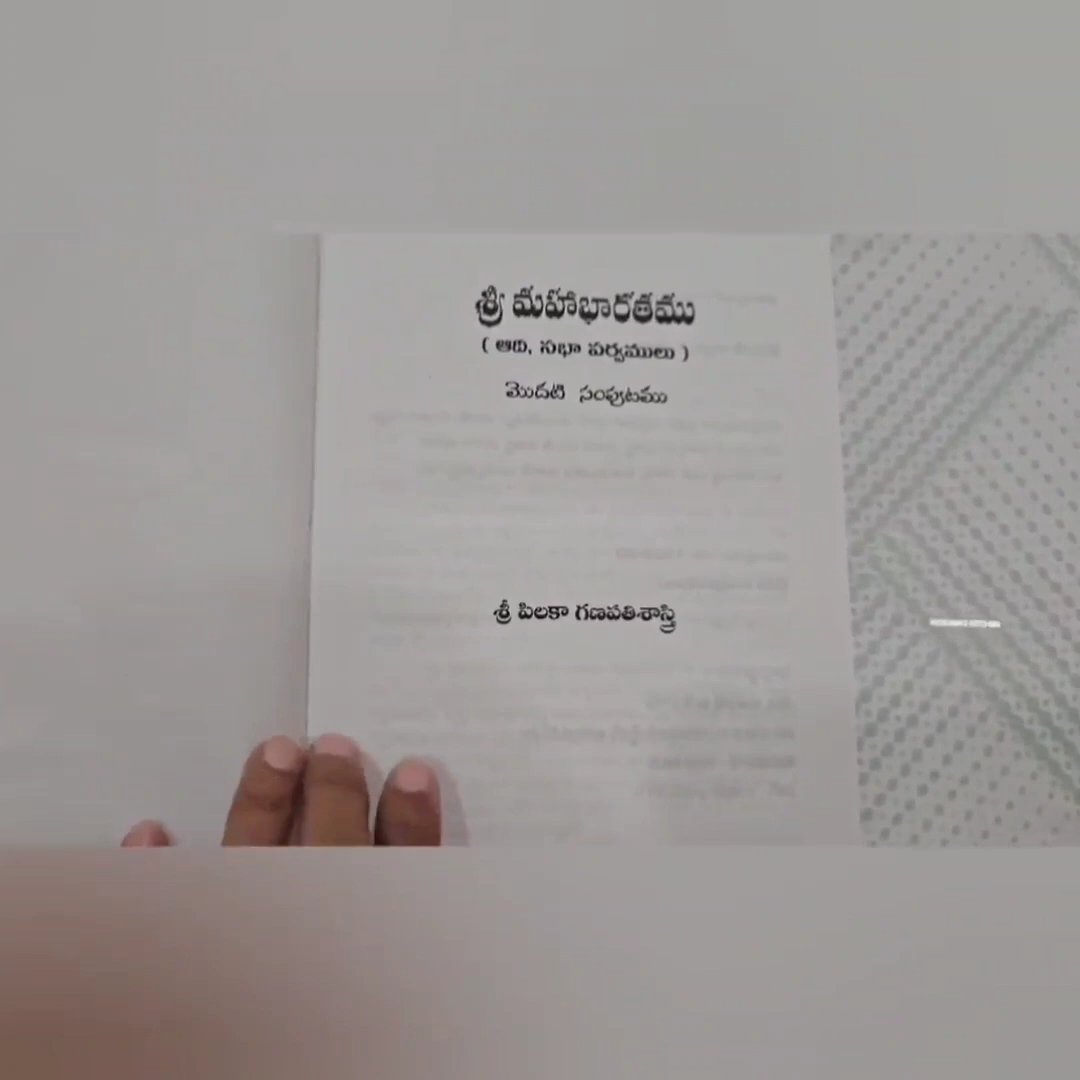 శ్రీ మహాభారతము
( ఆది, సభా పర్వములు )
మొదటి సంపుటము
శ్రీ పిలకా గణపతిశాస్త్రి